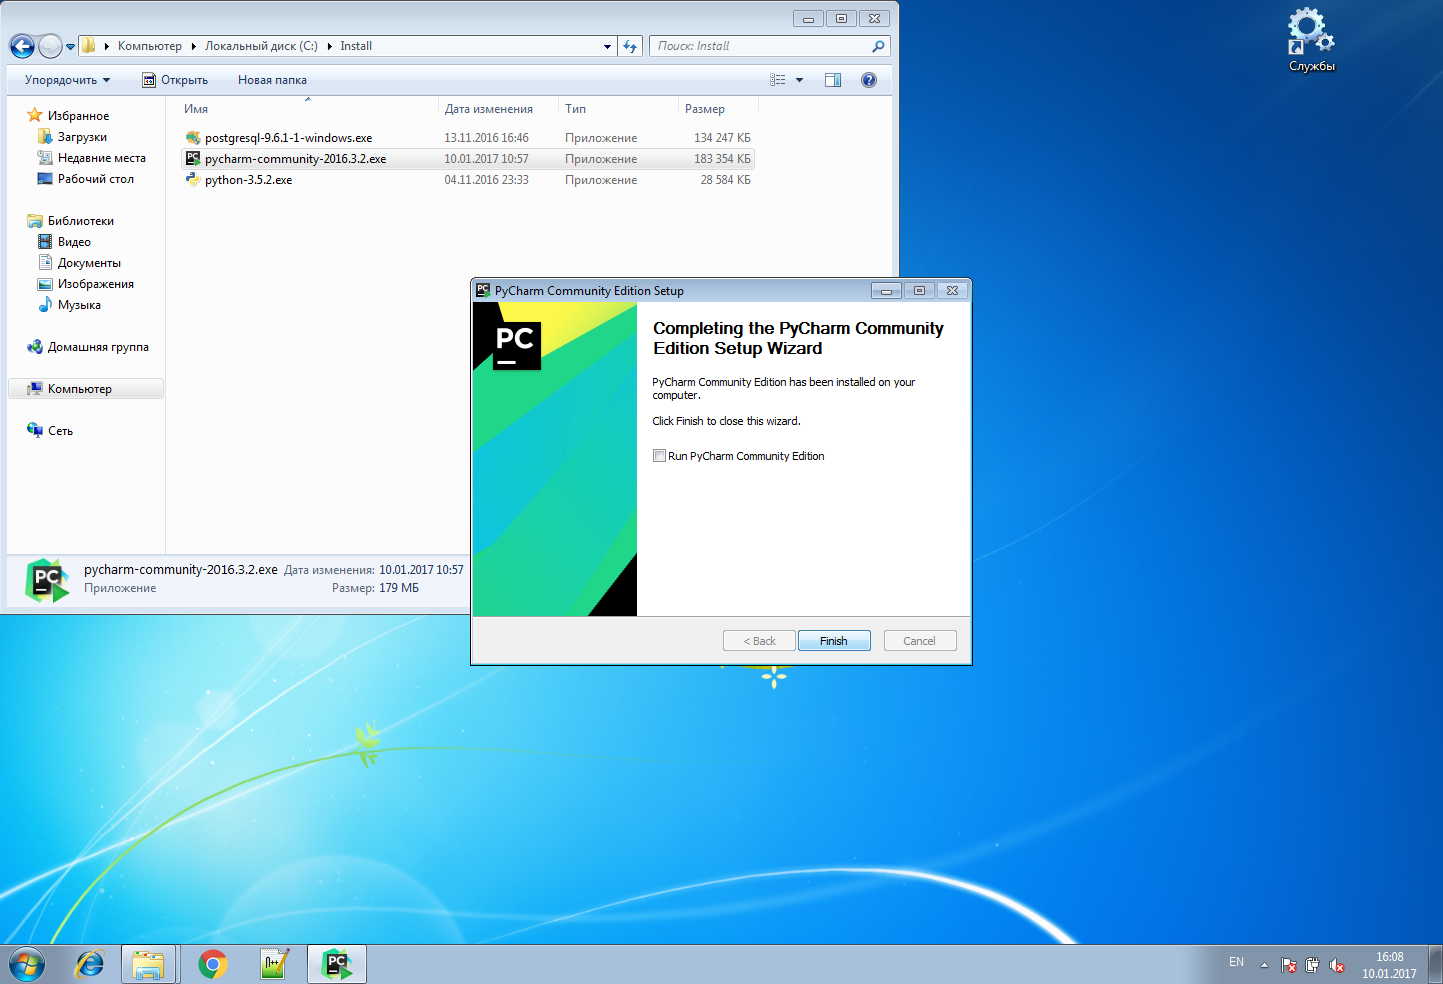 Компьютер
Локальный диск (C:)
Install
Поиск: Install
Упорядочить
Открыть
Новая папка
Службы
Избранное
Загрузки
Недавние места
Рабочий стол
Библиотеки
Видео
Документы
Изображения
Музыка
Домашняя группа
Компьютер
Сеть
Имя Дата изменения Тип Размер
postgresql-9.6.1-1-windows.exe 13.11.2016 16:46 Приложение 134 247 КБ
pycharm-community-2016.3.2.exe 10.01.2017 10:57 Приложение 183 354 КБ
python-3.5.2.exe 04.11.2016 23:33 Приложение 28 584 КБ
PC
pycharm-community-2016.3.2.exe Дата изменения: 10.01.2017 10:57
Приложение Размер: 179 МБ
PC PyCharm Community Edition Setup
PC
Completing the PyCharm Community
Edition Setup Wizard
PyCharm Community Edition has been installed on your
computer.
Click Finish to close this wizard.
Run PyCharm Community Edition
< Back
Finish
Cancel
PC
EN
16:08
10.01.2017